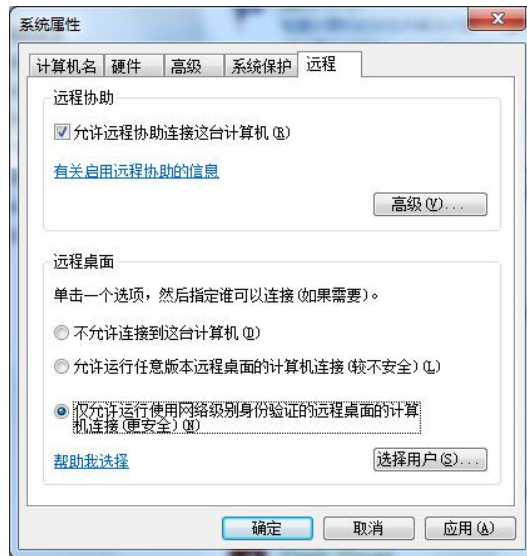 系统属性
计算机名 硬件 高级 系统保护 远程
远程协助
允许远程协助连接这台计算机(R)
有关启用远程协助的信息
高级(V)...
远程桌面
单击一个选项，然后指定谁可以连接(如果需要)。
不允许连接到这台计算机(D)
允许运行任意版本远程桌面的计算机连接(较不安全)(L)
仅允许运行使用网络级别身份验证的远程桌面的计算
机连接(更安全)(N)
帮助我选择 选择用户(S)...
确定 取消 应用(A)